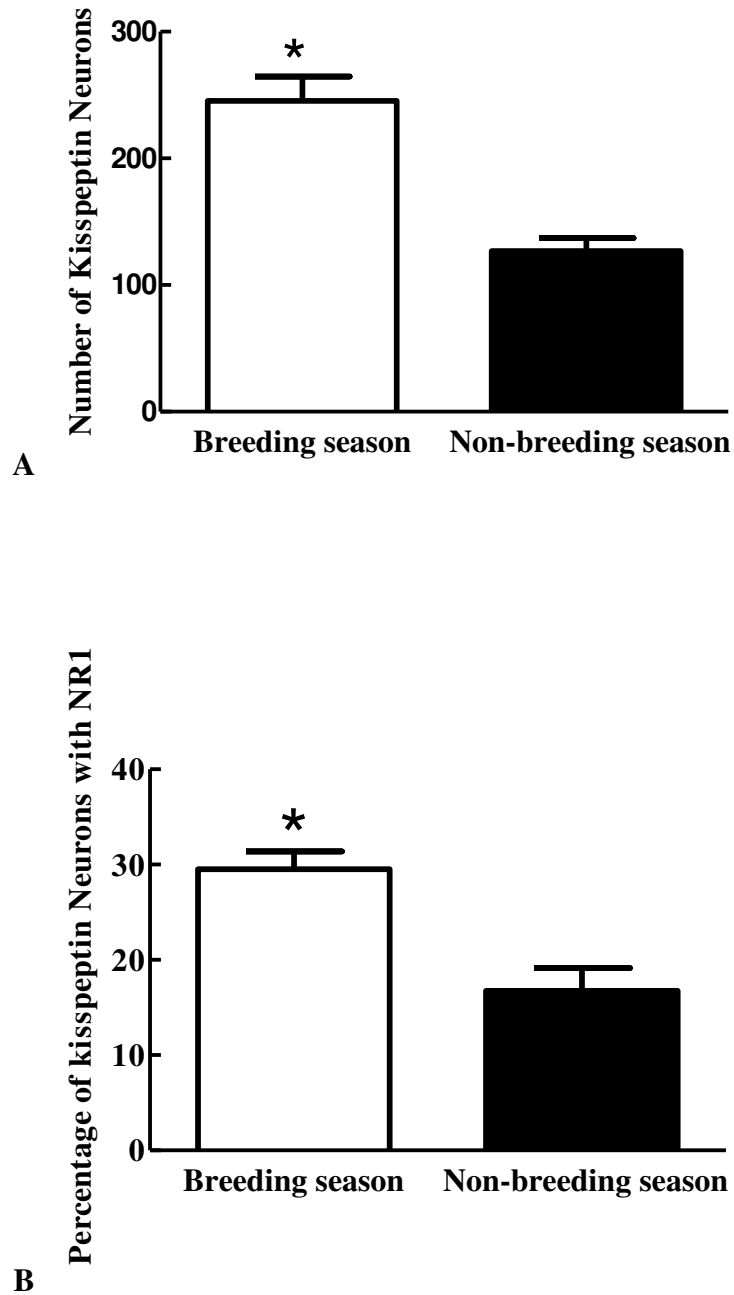 Number of Kisspeptin Neurons
300
200
100
0
*
Breeding season
Non-breeding season
A
Percentage of kisspeptin Neurons with NR1
40
30
20
10
0
*
Breeding season
Non-breeding season
B